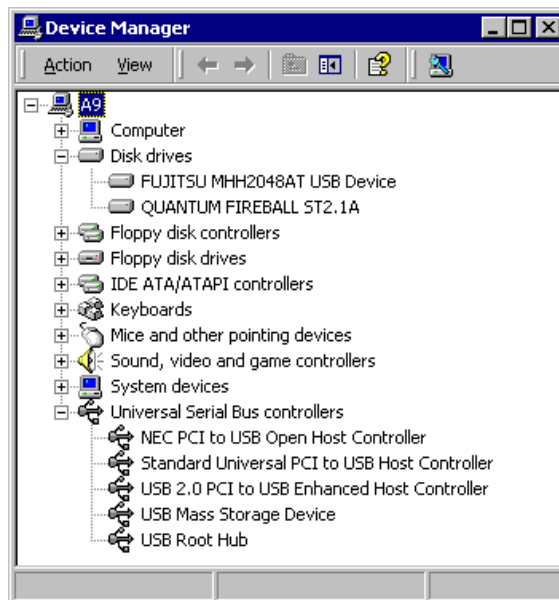 Device Manager
Action View
A9
Computer
Disk drives
FUJITSU MHH2048AT USB Device
QUANTUM FIREBALL ST2.1A
Floppy disk controllers
Floppy disk drives
IDE ATA/ATAPI controllers
Keyboards
Mice and other pointing devices
Sound, video and game controllers
System devices
Universal Serial Bus controllers
NEC PCI to USB Open Host Controller
Standard Universal PCI to USB Host Controller
USB 2.0 PCI to USB Enhanced Host Controller
USB Mass Storage Device
USB Root Hub